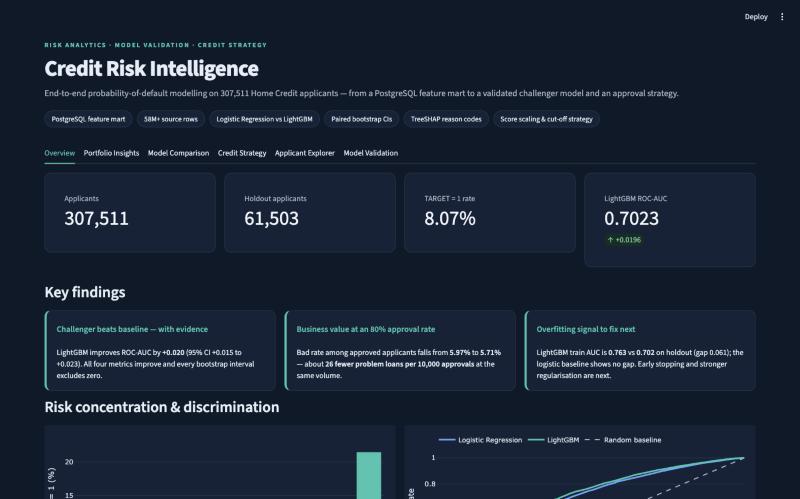 Deploy
RISK ANALYTICS · MODEL VALIDATION · CREDIT STRATEGY
Credit Risk Intelligence
End-to-end probability-of-default modelling on 307,511 Home Credit applicants — from a PostgreSQL feature mart to a validated challenger model and an approval strategy.
PostgreSQL feature mart
58M+ source rows
Logistic Regression vs LightGBM
Paired bootstrap CIs
TreeSHAP reason codes
Score scaling & cut-off strategy
Overview
Portfolio Insights
Model Comparison
Credit Strategy
Applicant Explorer
Model Validation
Applicants
307,511
Holdout applicants
61,503
TARGET = 1 rate
8.07%
LightGBM ROC-AUC
0.7023
↑ +0.0196
Key findings
Challenger beats baseline — with evidence
LightGBM improves ROC-AUC by +0.020 (95% CI +0.015 to
+0.023). All four metrics improve and every bootstrap interval
excludes zero.
Business value at an 80% approval rate
Bad rate among approved applicants falls from 5.97% to 5.71%
— about 26 fewer problem loans per 10,000 approvals at the
same volume.
Overfitting signal to fix next
LightGBM train AUC is 0.763 vs 0.702 on holdout (gap 0.061); the
logistic baseline shows no gap. Early stopping and stronger
regularisation are next.
Risk concentration & discrimination
20
15
= 1 (%)
Logistic Regression
LightGBM
Random baseline
1
0.8